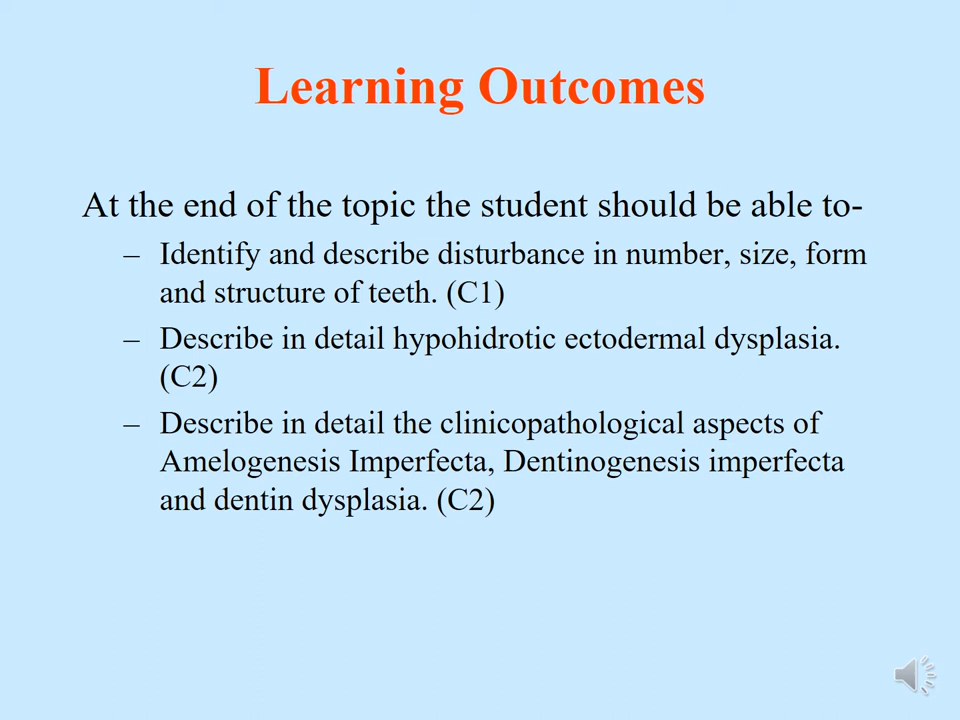 Learning Outcomes
At the end of the topic the student should be able to-
– Identify and describe disturbance in number, size, form
and structure of teeth. (C1)
– Describe in detail hypohidrotic ectodermal dysplasia.
(C2)
– Describe in detail the clinicopathological aspects of
Amelogenesis Imperfecta, Dentinogenesis imperfecta
and dentin dysplasia. (C2)